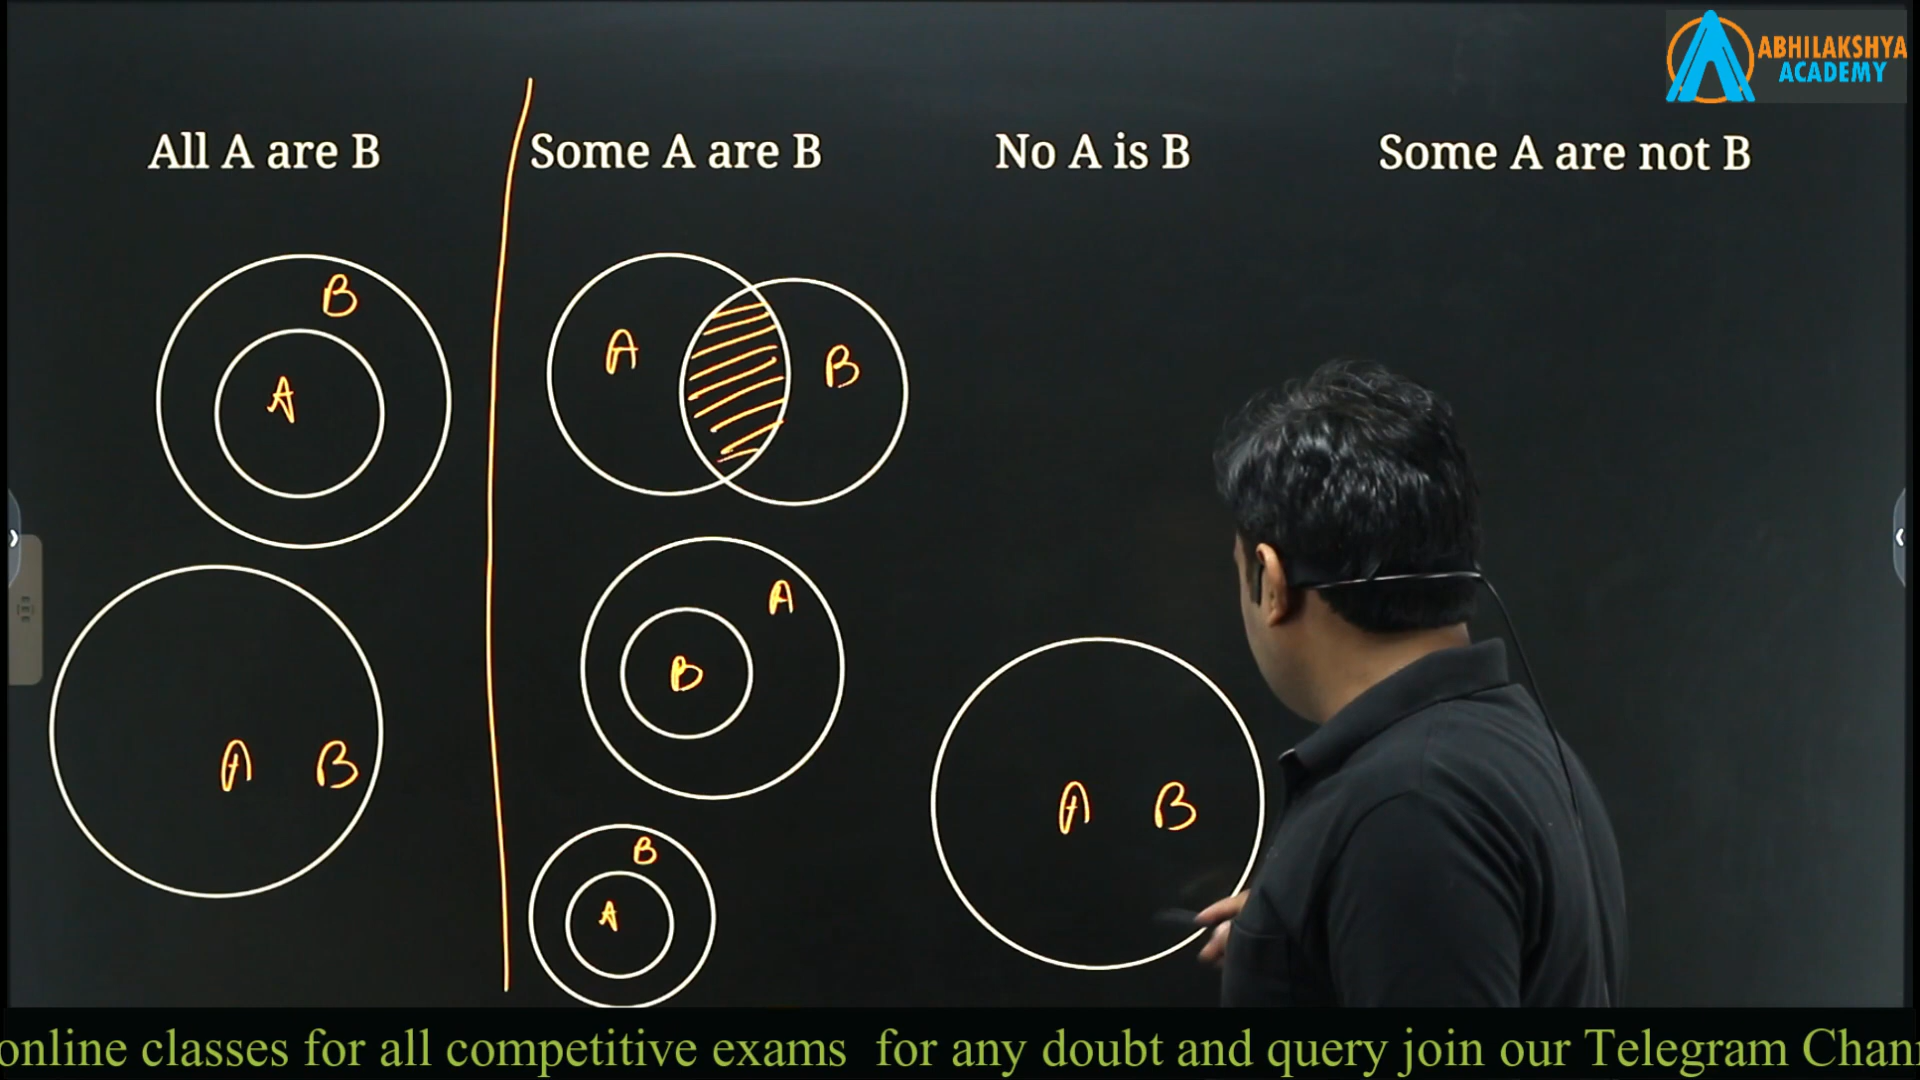 ABHILAKSHYA
ACADEMY
All A are B
Some A are B
No A is B
Some A are not B
B
A
A B
A B
A
B
B
A
A B
online classes for all competitive exams for any doubt and query join our Telegram Chan